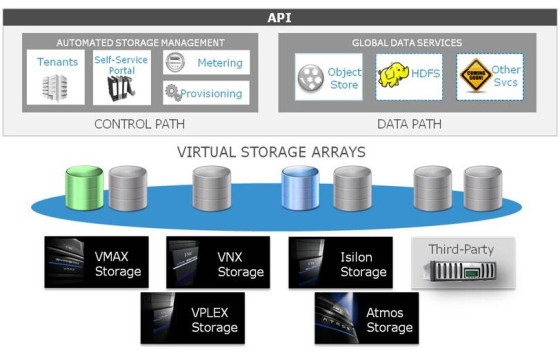 API
AUTOMATED STORAGE MANAGEMENT
GLOBAL DATA SERVICES
Tenants
Self-Service
Portal
Metering
Provisioning
Object
Store
HDFS
COMING
SOON!
Other
Svcs
CONTROL PATH
DATA PATH
VIRTUAL STORAGE ARRAYS
VMAX
Storage
VNX
Storage
Isilon
Storage
Third-Party
VPLEX
Storage
Atmos
Storage